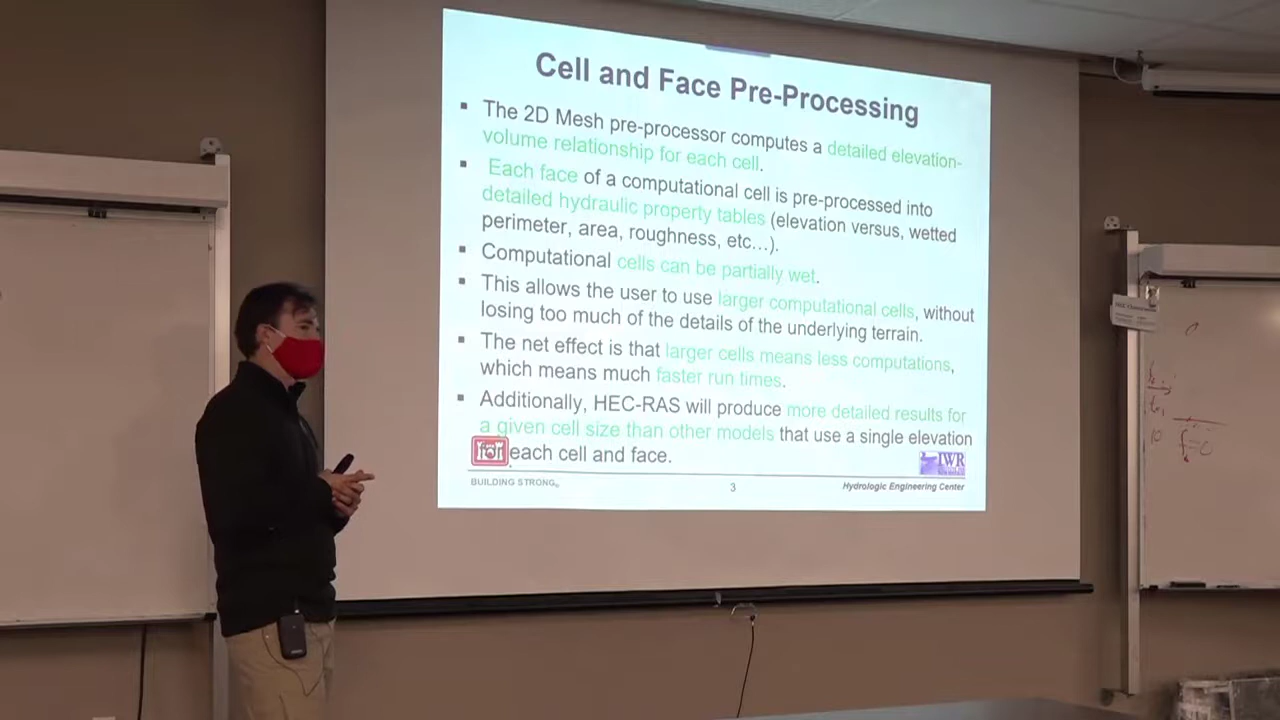 Cell and Face Pre-Processing
▪ The 2D Mesh pre-processor computes a detailed elevation-
volume relationship for each cell.
▪ Each face of a computational cell is pre-processed into
detailed hydraulic property tables (elevation versus, wetted
perimeter, area, roughness, etc…).
▪ Computational cells can be partially wet.
▪ This allows the user to use larger computational cells, without
losing too much of the details of the underlying terrain.
▪ The net effect is that larger cells means less computations,
which means much faster run times.
▪ Additionally, HEC-RAS will produce more detailed results for
a given cell size than other models that use a single elevation
each cell and face.
IWR
BUILDING STRONG®
3
Hydrologic Engineering Center
10
f=0